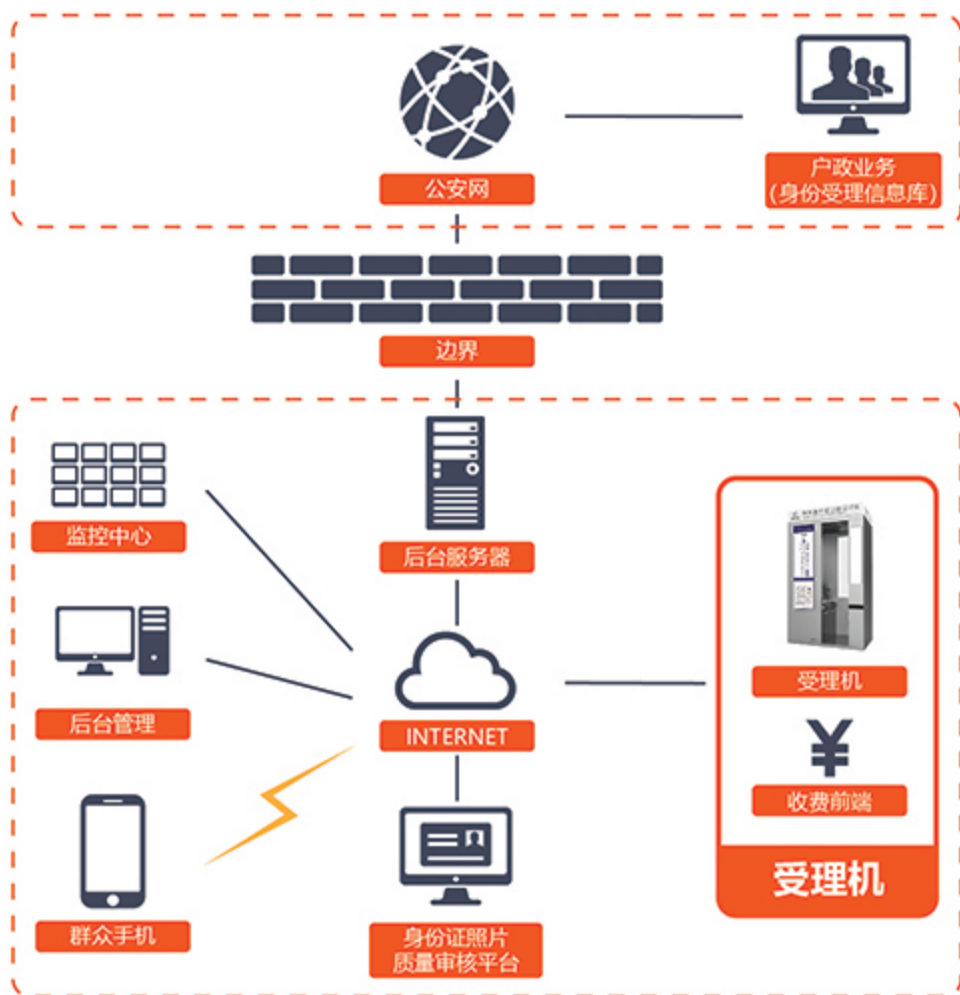 公安网
户政业务
(身份受理信息库)
边界
监控中心
后台服务器
后台管理
INTERNET
受理机
¥
收费前端
受理机
群众手机
身份证照片
质量审核平台